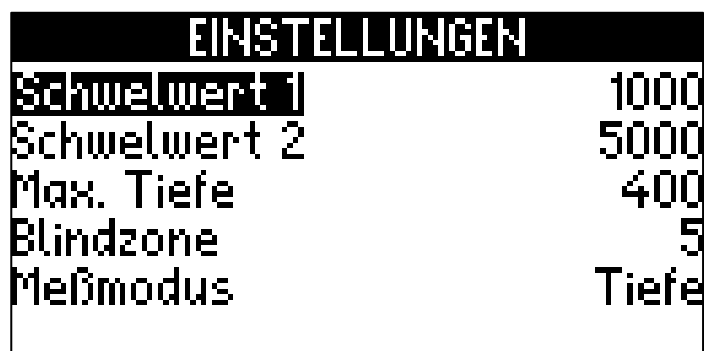 EINSTELLUNGEN
Schwelwert 1 1000
Schwelwert 2 5000
Max. Tiefe 400
Blindzone 5
Meßmodus Tiefe